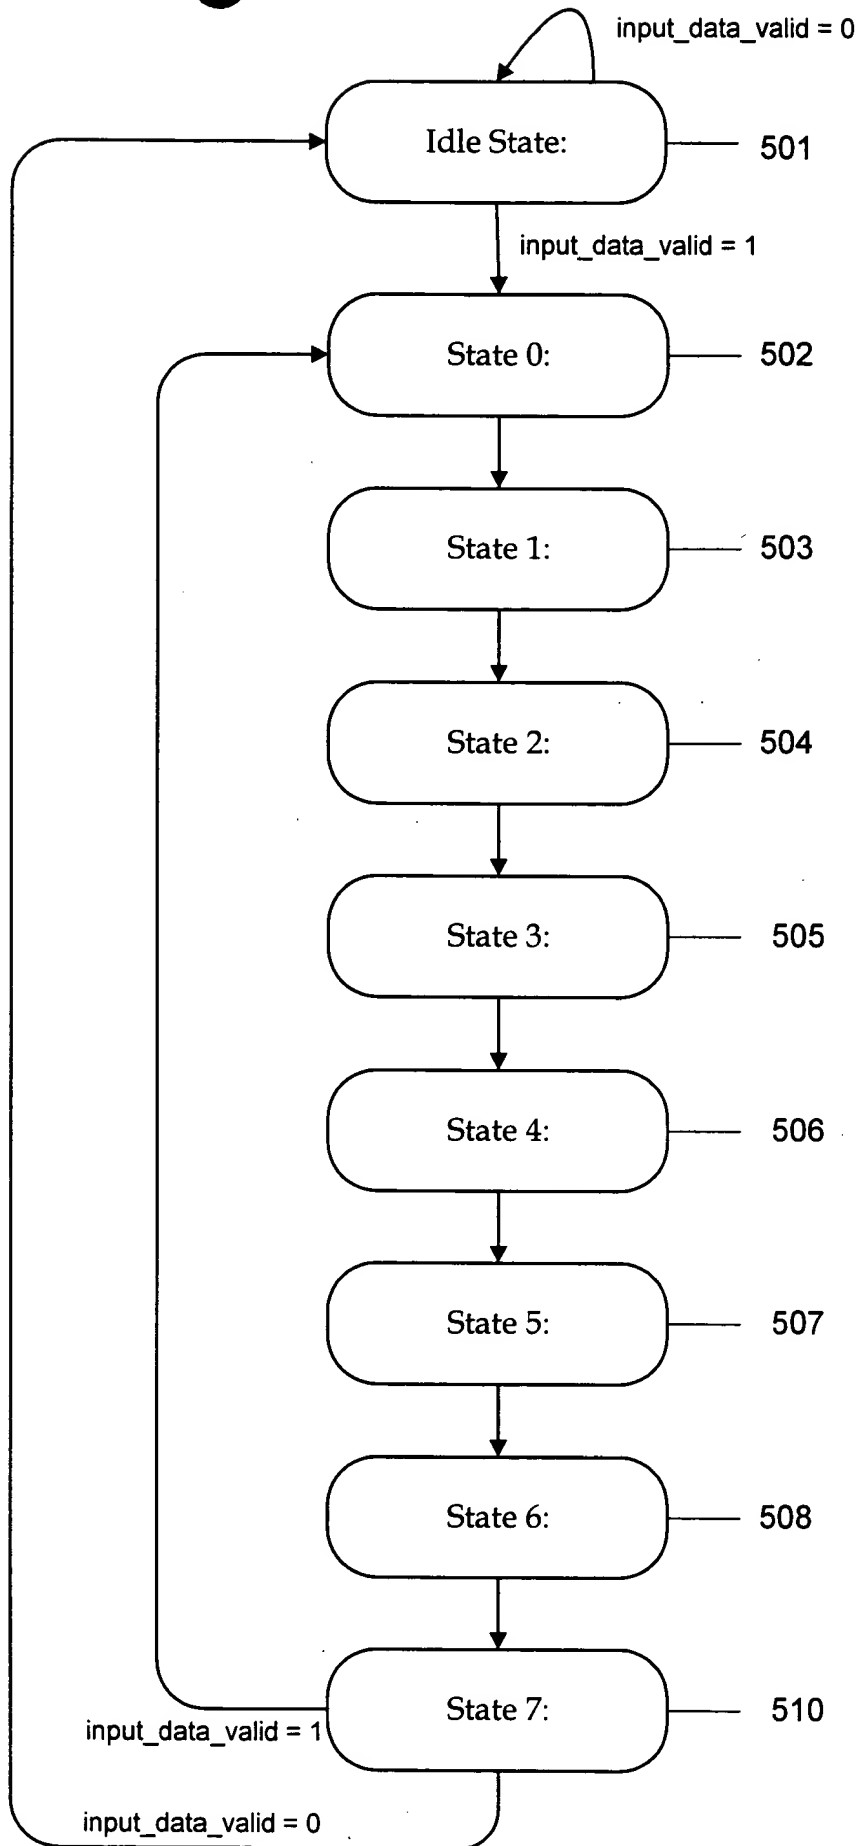 input_data_valid = 0
Idle State:
501
input_data_valid = 1
State 0:
502
State 1:
503
State 2:
504
State 3:
505
State 4:
506
State 5:
507
State 6:
508
State 7:
510
input_data_valid = 1
input_data_valid = 0